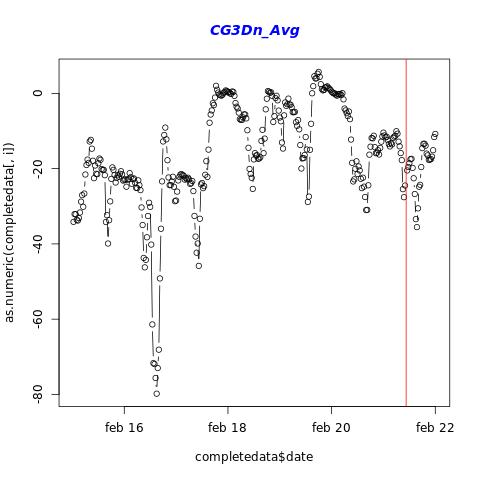 CG3Dn_Avg
as.numeric(completedata[, i])
0
-20
-40
-60
-80
feb 16
feb 18
feb 20
feb 22
completedata$date